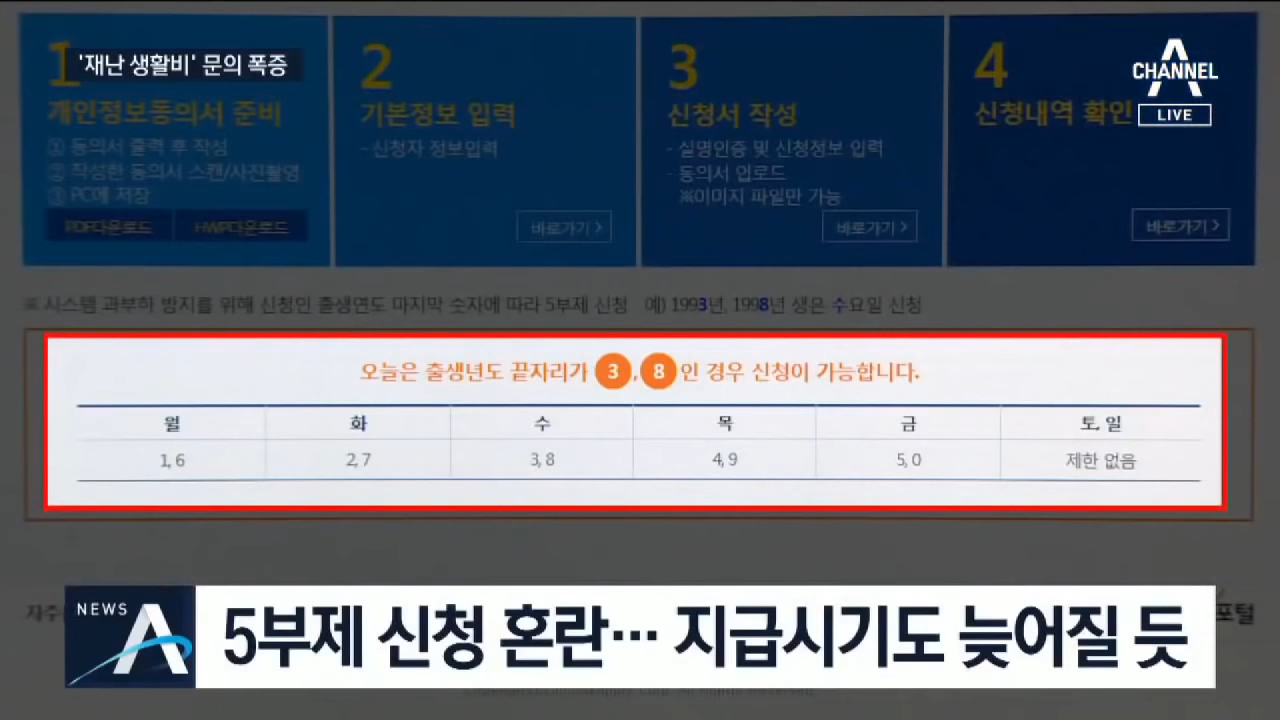 '재난 생활비' 문의 폭증
CHANNEL
LIVE
1
개인정보동의서 준비
① 동의서 출력 후 작성
② 작성한 동의서 스캔/사진촬영
③ PC에 저장
PDF다운로드
HWP다운로드
2
기본정보 입력
- 신청자 정보입력
바로가기 >
3
신청서 작성
- 실명인증 및 신청정보 입력
- 동의서 업로드
※이미지 파일만 가능
바로가기 >
4
신청내역 확인
바로가기 >
※ 시스템 과부하 방지를 위해 신청인 출생연도 마지막 숫자에 따라 5부제 신청 예) 1993년, 1998년 생은 수요일 신청
오늘은 출생년도 끝자리가 3, 8 인 경우 신청이 가능합니다.
월 화 수 목 금 토, 일
1, 6 2, 7 3, 8 4, 9 5, 0 제한 없음
포털
NEWS A
5부제 신청 혼란… 지급시기도 늦어질 듯